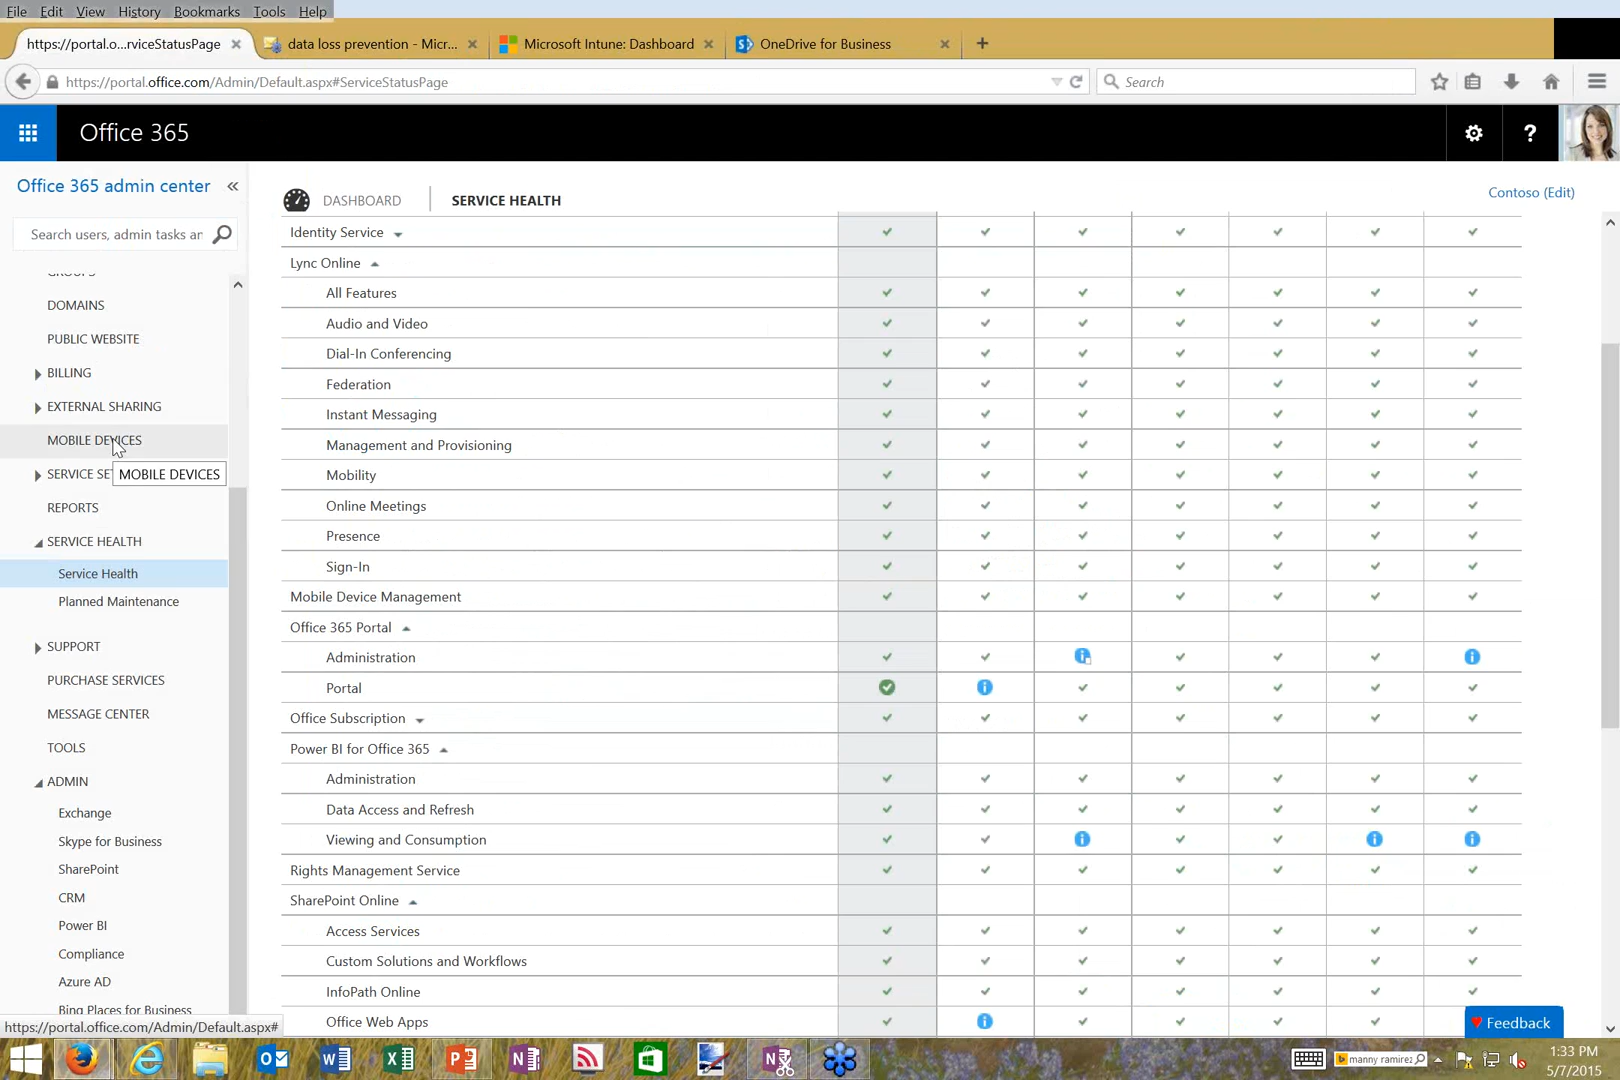 File Edit View History Bookmarks Tools Help
https://portal.o...rviceStatusPage
data loss prevention - Micr...
Microsoft Intune: Dashboard
OneDrive for Business
https://portal.office.com/Admin/Default.aspx#ServiceStatusPage
Search
Office 365
?
Office 365 admin center «
Search users, admin tasks an
GROUPS
DOMAINS
PUBLIC WEBSITE
BILLING
EXTERNAL SHARING
MOBILE DEVICES
SERVICE SET
MOBILE DEVICES
REPORTS
SERVICE HEALTH
Service Health
Planned Maintenance
SUPPORT
PURCHASE SERVICES
MESSAGE CENTER
TOOLS
ADMIN
Exchange
Skype for Business
SharePoint
CRM
Power BI
Compliance
Azure AD
Bing Places for Business
https://portal.office.com/Admin/Default.aspx#
DASHBOARD
SERVICE HEALTH
Contoso (Edit)
Identity Service
Lync Online
All Features
Audio and Video
Dial-In Conferencing
Federation
Instant Messaging
Management and Provisioning
Mobility
Online Meetings
Presence
Sign-In
Mobile Device Management
Office 365 Portal
Administration
Portal
Office Subscription
Power BI for Office 365
Administration
Data Access and Refresh
Viewing and Consumption
Rights Management Service
SharePoint Online
Access Services
Custom Solutions and Workflows
InfoPath Online
Office Web Apps
Feedback
manny ramirez
1:33 PM
5/7/2015